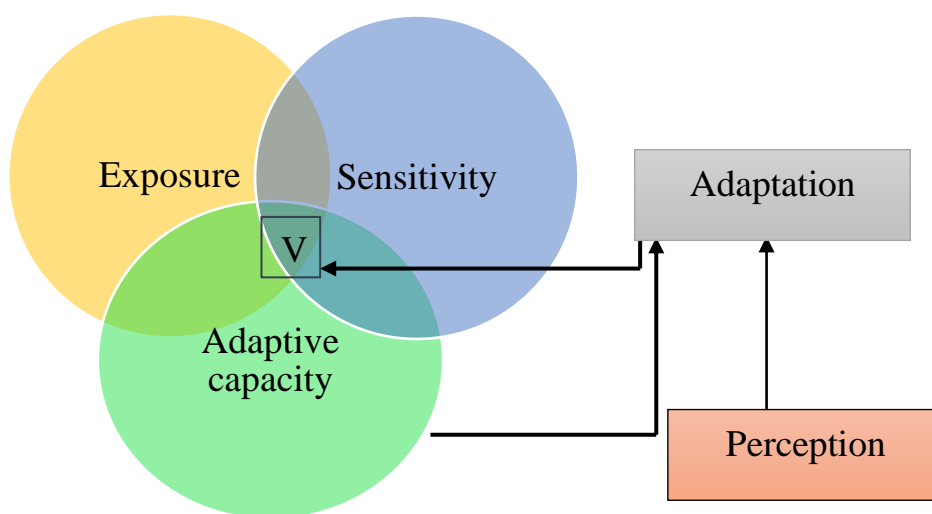 Exposure
Sensitivity
Adaptation
V
Adaptive
capacity
Perception